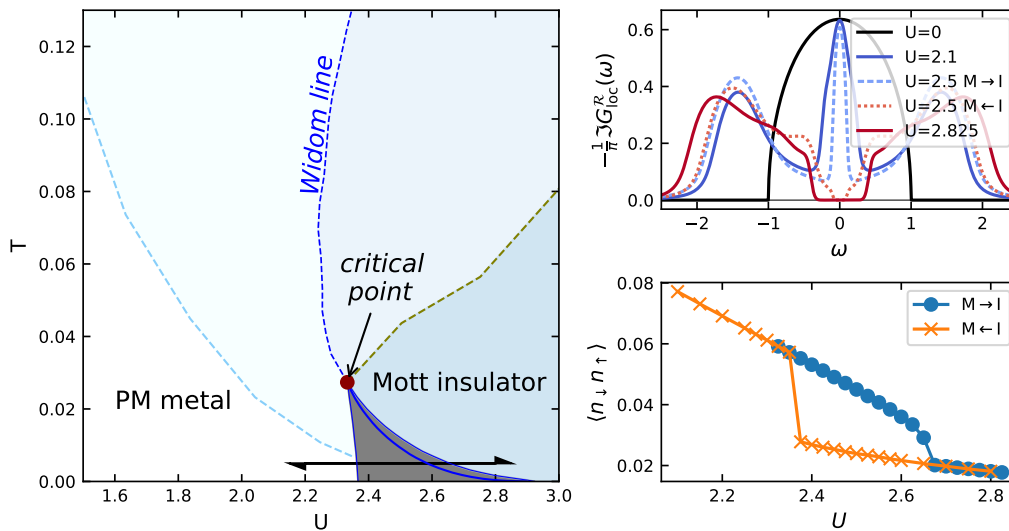 0.12
0.10
0.08
0.06
0.04
0.02
0.00
T
1.6
1.8
2.0
2.2
2.4
2.6
2.8
3.0
U
Widom line
critical
point
PM metal
Mott insulator
0.6
0.4
0.2
0.0
−1/π ℑG^ℛ_loc(ω)
−2
−1
0
1
2
ω
U=0
U=2.1
U=2.5 M→I
U=2.5 M←I
U=2.825
0.08
0.06
0.04
0.02
⟨n↓ n↑⟩
2.2
2.4
2.6
2.8
U
M→I
M←I